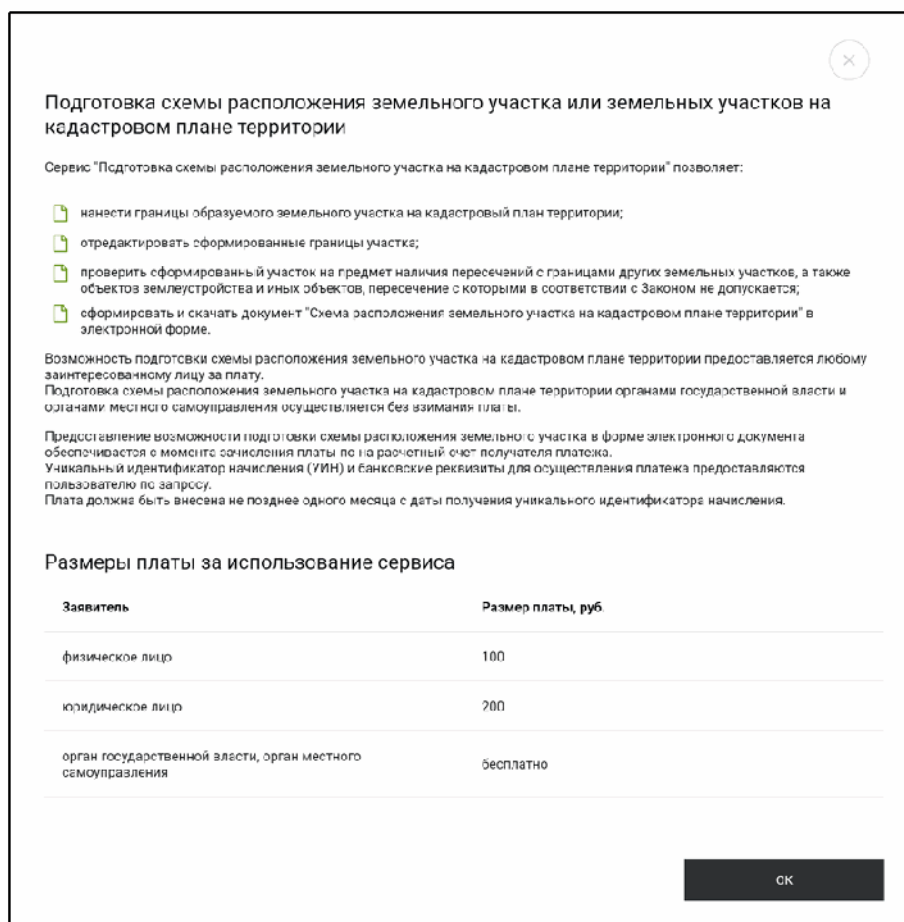 Подготовка схемы расположения земельного участка или земельных участков на
кадастровом плане территории
Сервис "Подготовка схемы расположения земельного участка на кадастровом плане территории" позволяет:
нанести границы образуемого земельного участка на кадастровый план территории;
отредактировать сформированные границы участка;
проверить сформированный участок на предмет наличия пересечений с границами других земельных участков, а также
объектов землеустройства и иных объектов, пересечение с которыми в соответствии с Законом не допускается;
сформировать и скачать документ "Схема расположения земельного участка на кадастровом плане территории" в
электронной форме.
Возможность подготовки схемы расположения земельного участка на кадастровом плане территории предоставляется любому
заинтересованному лицу за плату.
Подготовка схемы расположения земельного участка на кадастровом плане территории органами государственной власти и
органами местного самоуправления осуществляется без взимания платы.
Предоставление возможности подготовки схемы расположения земельного участка в форме электронного документа
обеспечивается с момента зачисления платы по на расчетный счет получателя платежа.
Уникальный идентификатор начисления (УИН) и банковские реквизиты для осуществления платежа предоставляются
пользователю по запросу.
Плата должна быть внесена не позднее одного месяца с даты получения уникального идентификатора начисления.
Размеры платы за использование сервиса
Заявитель Размер платы, руб.
физическое лицо 100
юридическое лицо 200
орган государственной власти, орган местного
самоуправления бесплатно
ОК